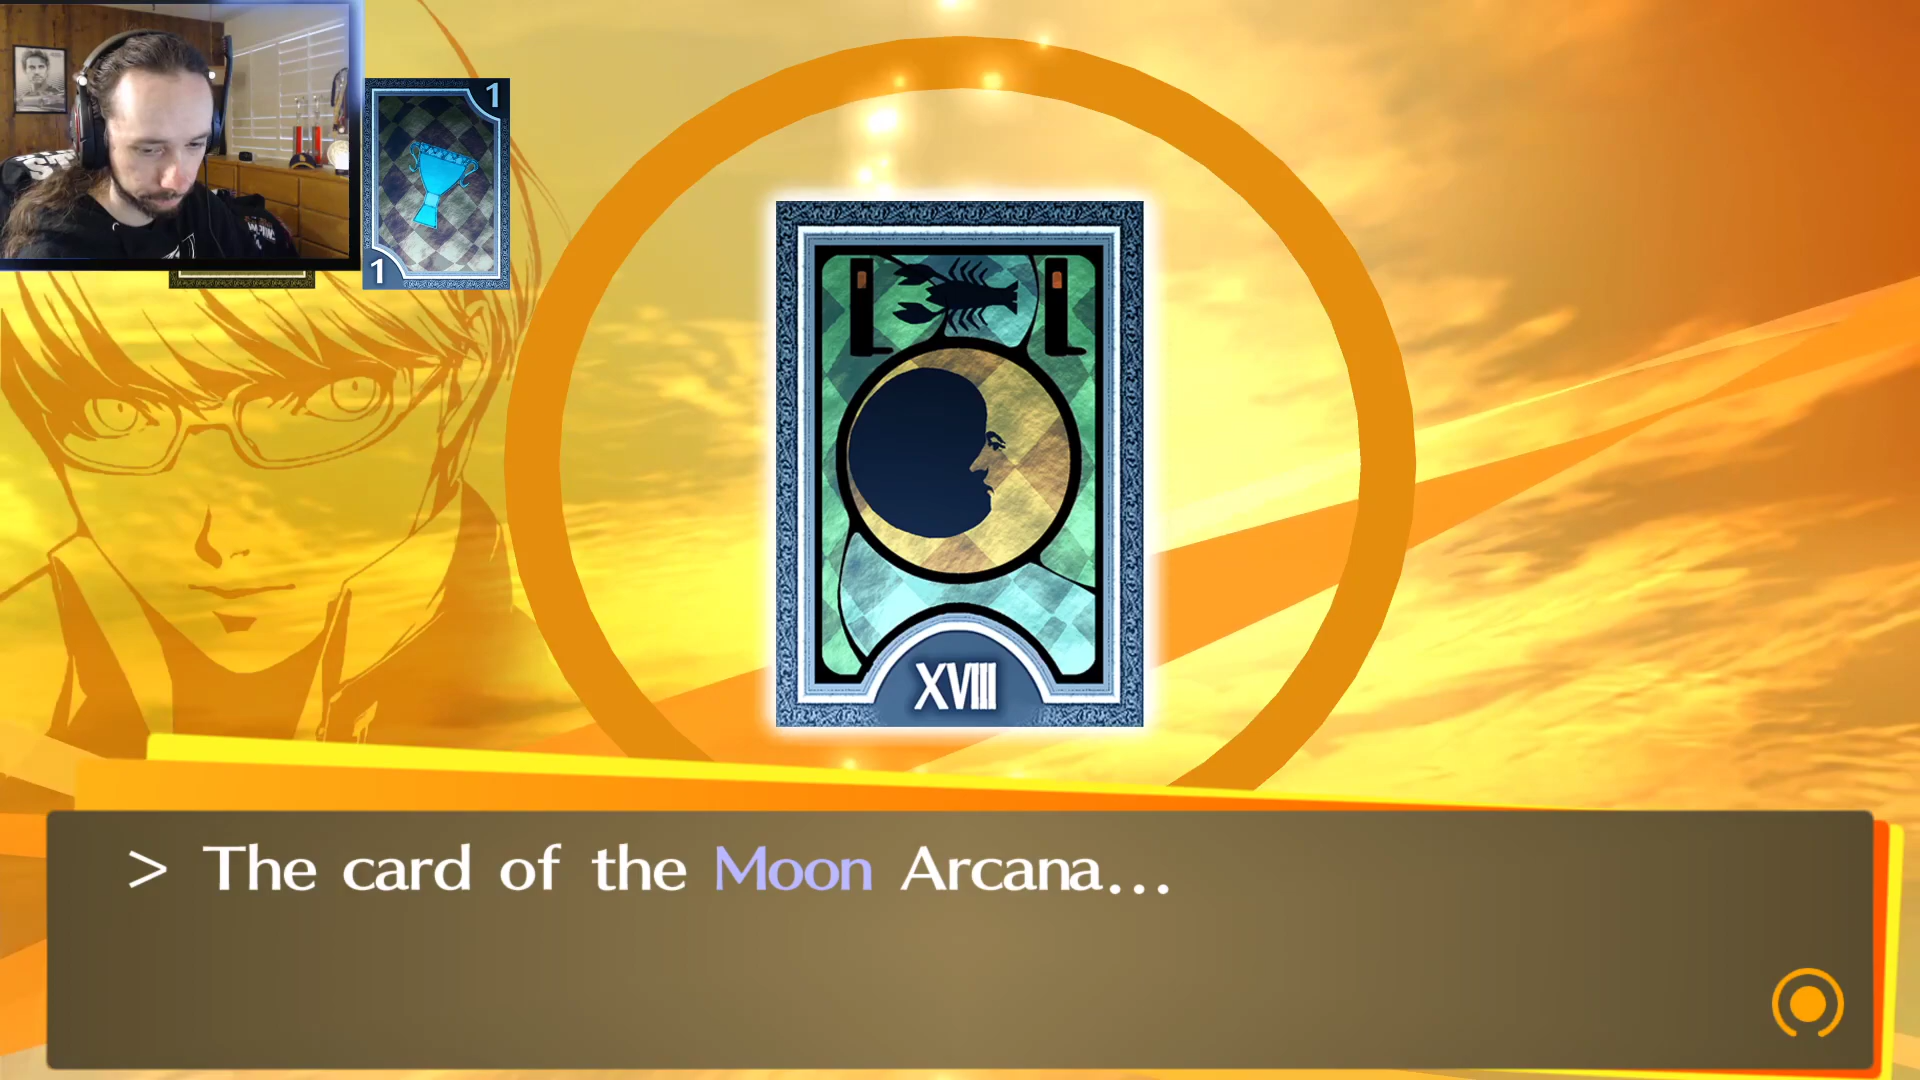 1
1
XVIII
> The card of the Moon Arcana...